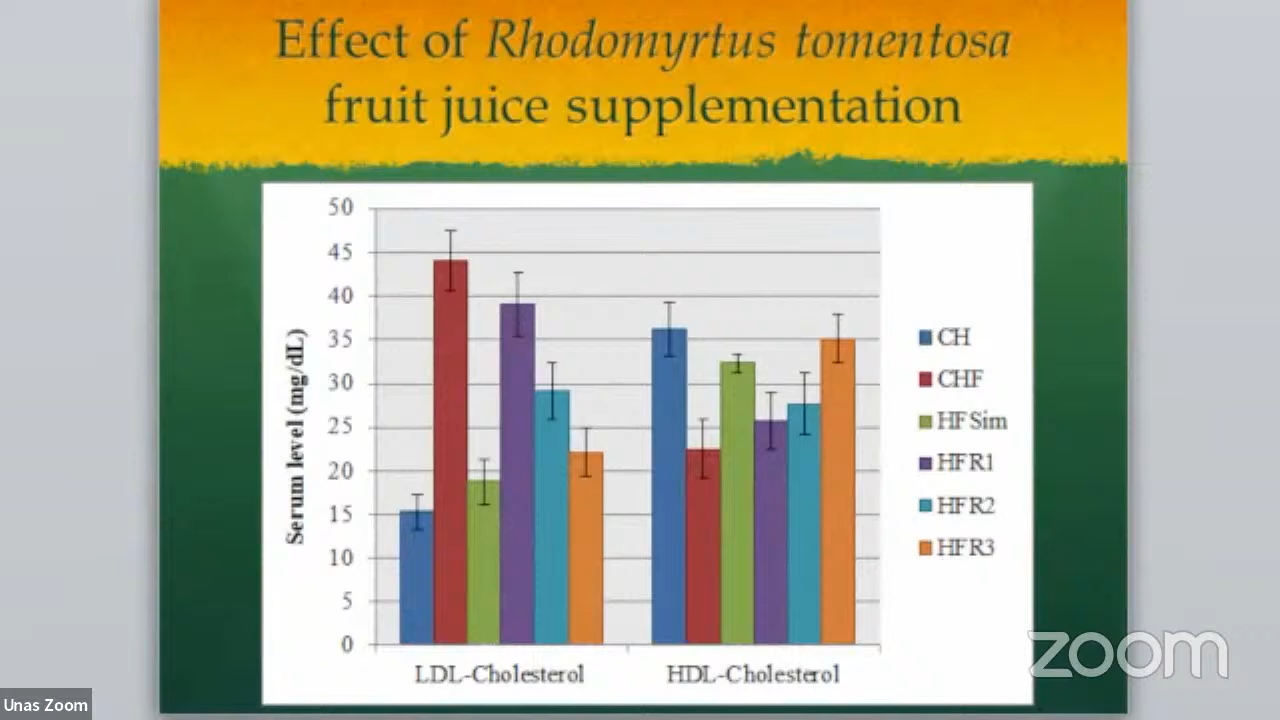 Effect of Rhodomyrtus tomentosa
fruit juice supplementation
50
45
40
35
30
25
20
15
10
5
0
Serum level (mg/dL)
LDL-Cholesterol
HDL-Cholesterol
CH
CHF
HFSim
HFR1
HFR2
HFR3
zoom
Unas Zoom